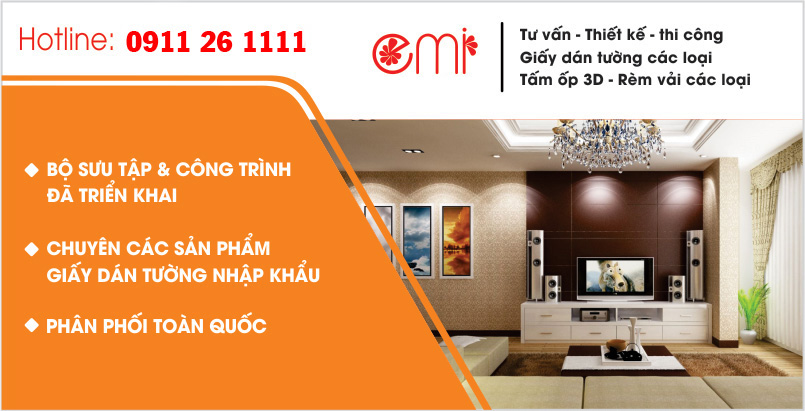 Hotline: 0911 26 1111
emi
Tư vấn - Thiết kế - thi công
Giấy dán tường các loại
Tấm ốp 3D - Rèm vải các loại
BỘ SƯU TẬP & CÔNG TRÌNH
ĐÃ TRIỂN KHAI
CHUYÊN CÁC SẢN PHẨM
GIẤY DÁN TƯỜNG NHẬP KHẨU
PHÂN PHỐI TOÀN QUỐC